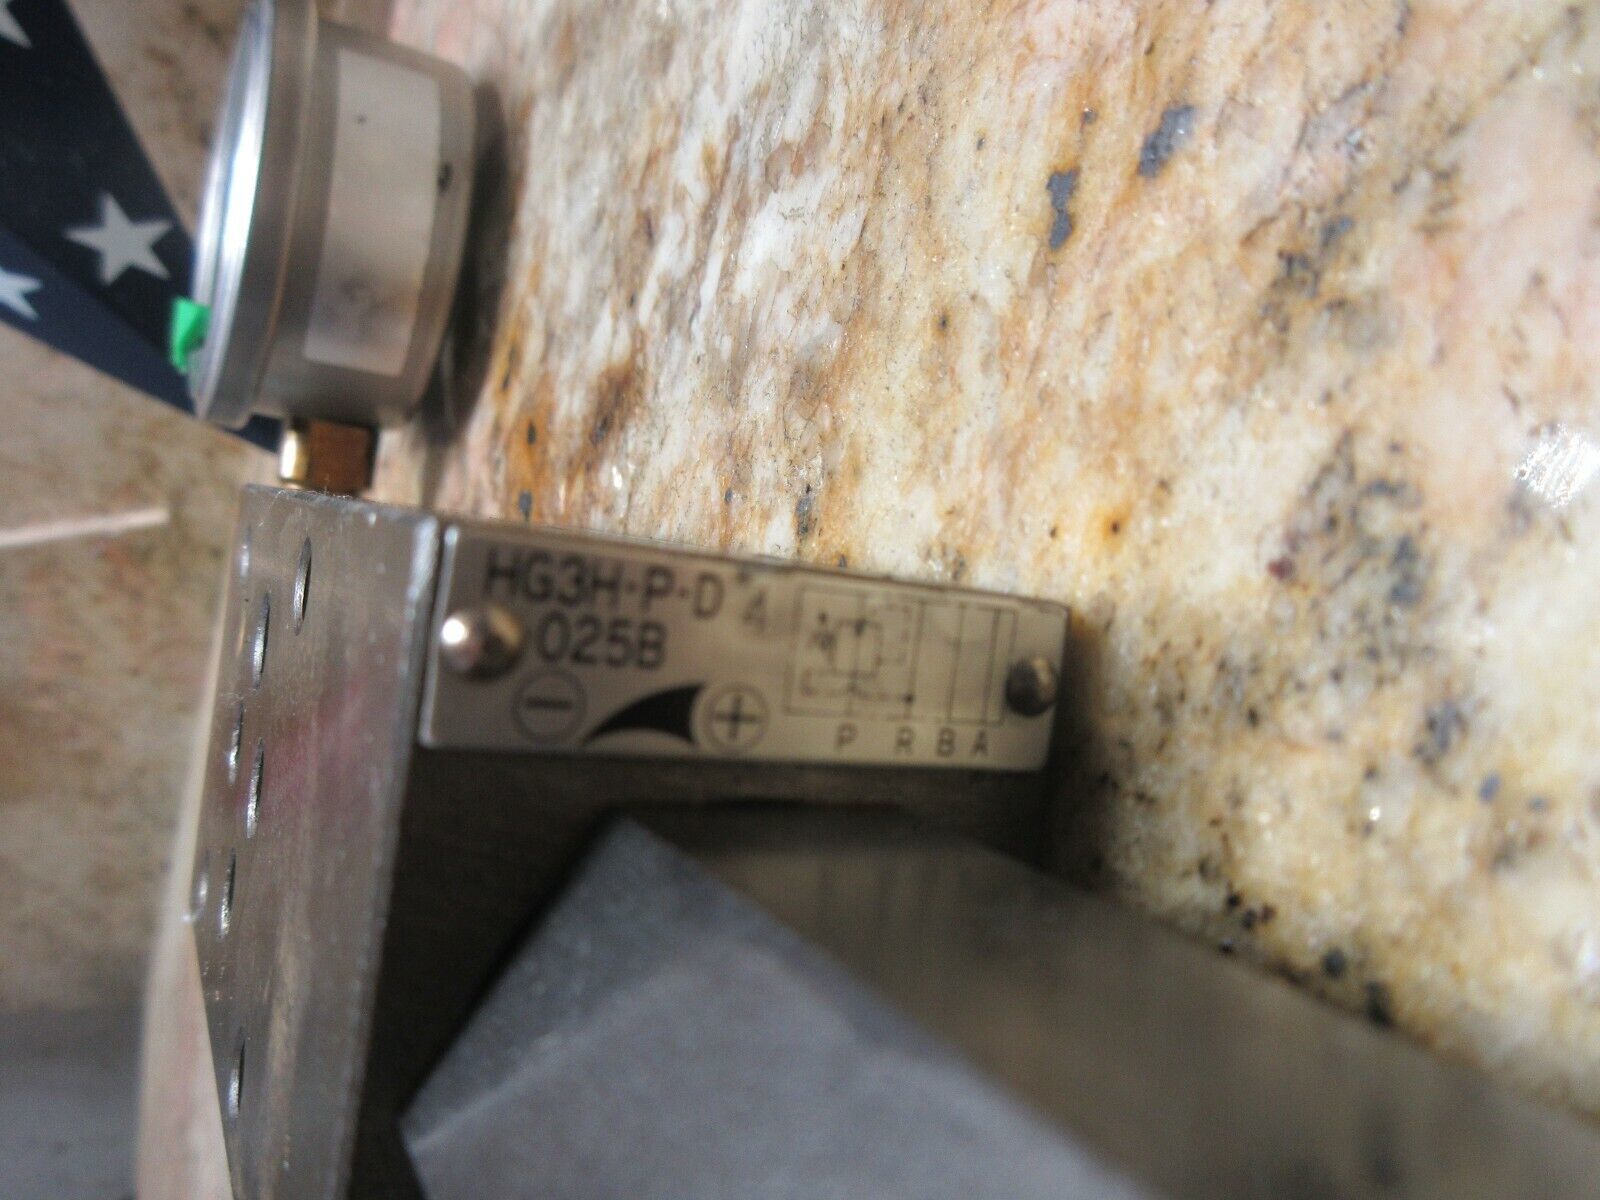 HG3H-P-D 4
025B
− +
P R B A